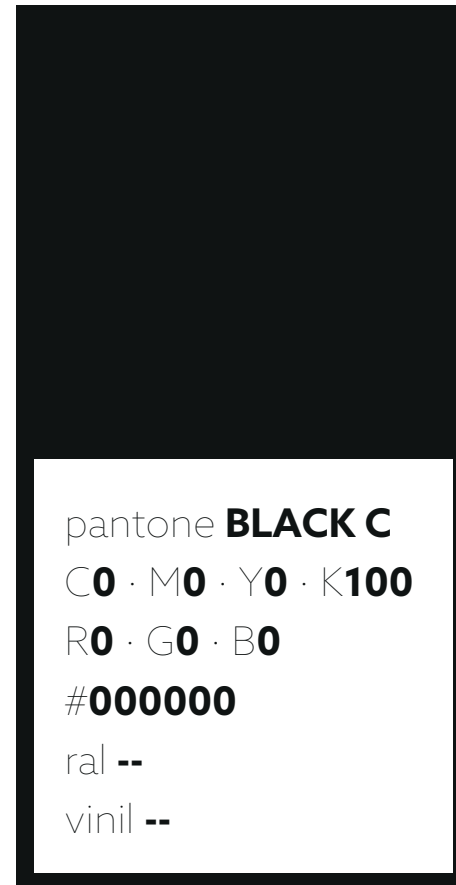 pantone BLACK C
C0 · M0 · Y0 · K100
R0 · G0 · B0
#000000
ral --
vinil --